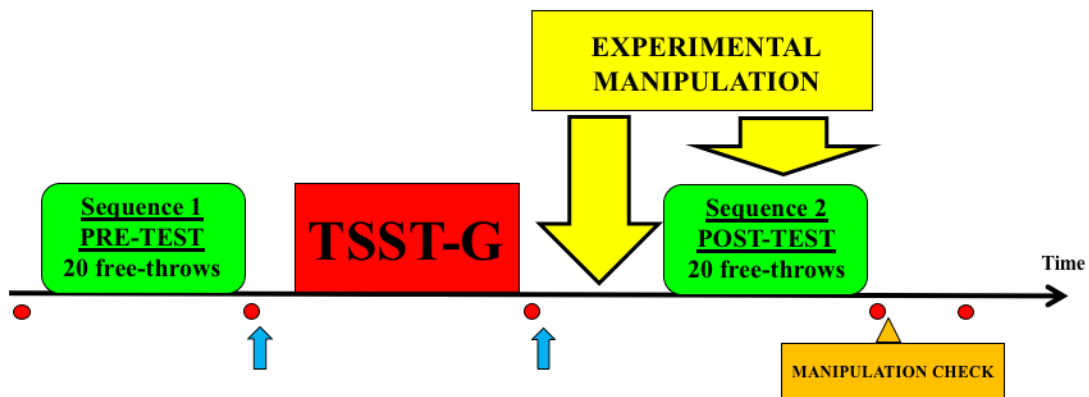 EXPERIMENTAL
MANIPULATION
Sequence 1
PRE-TEST
20 free-throws
TSST-G
Sequence 2
POST-TEST
20 free-throws
Time
MANIPULATION CHECK